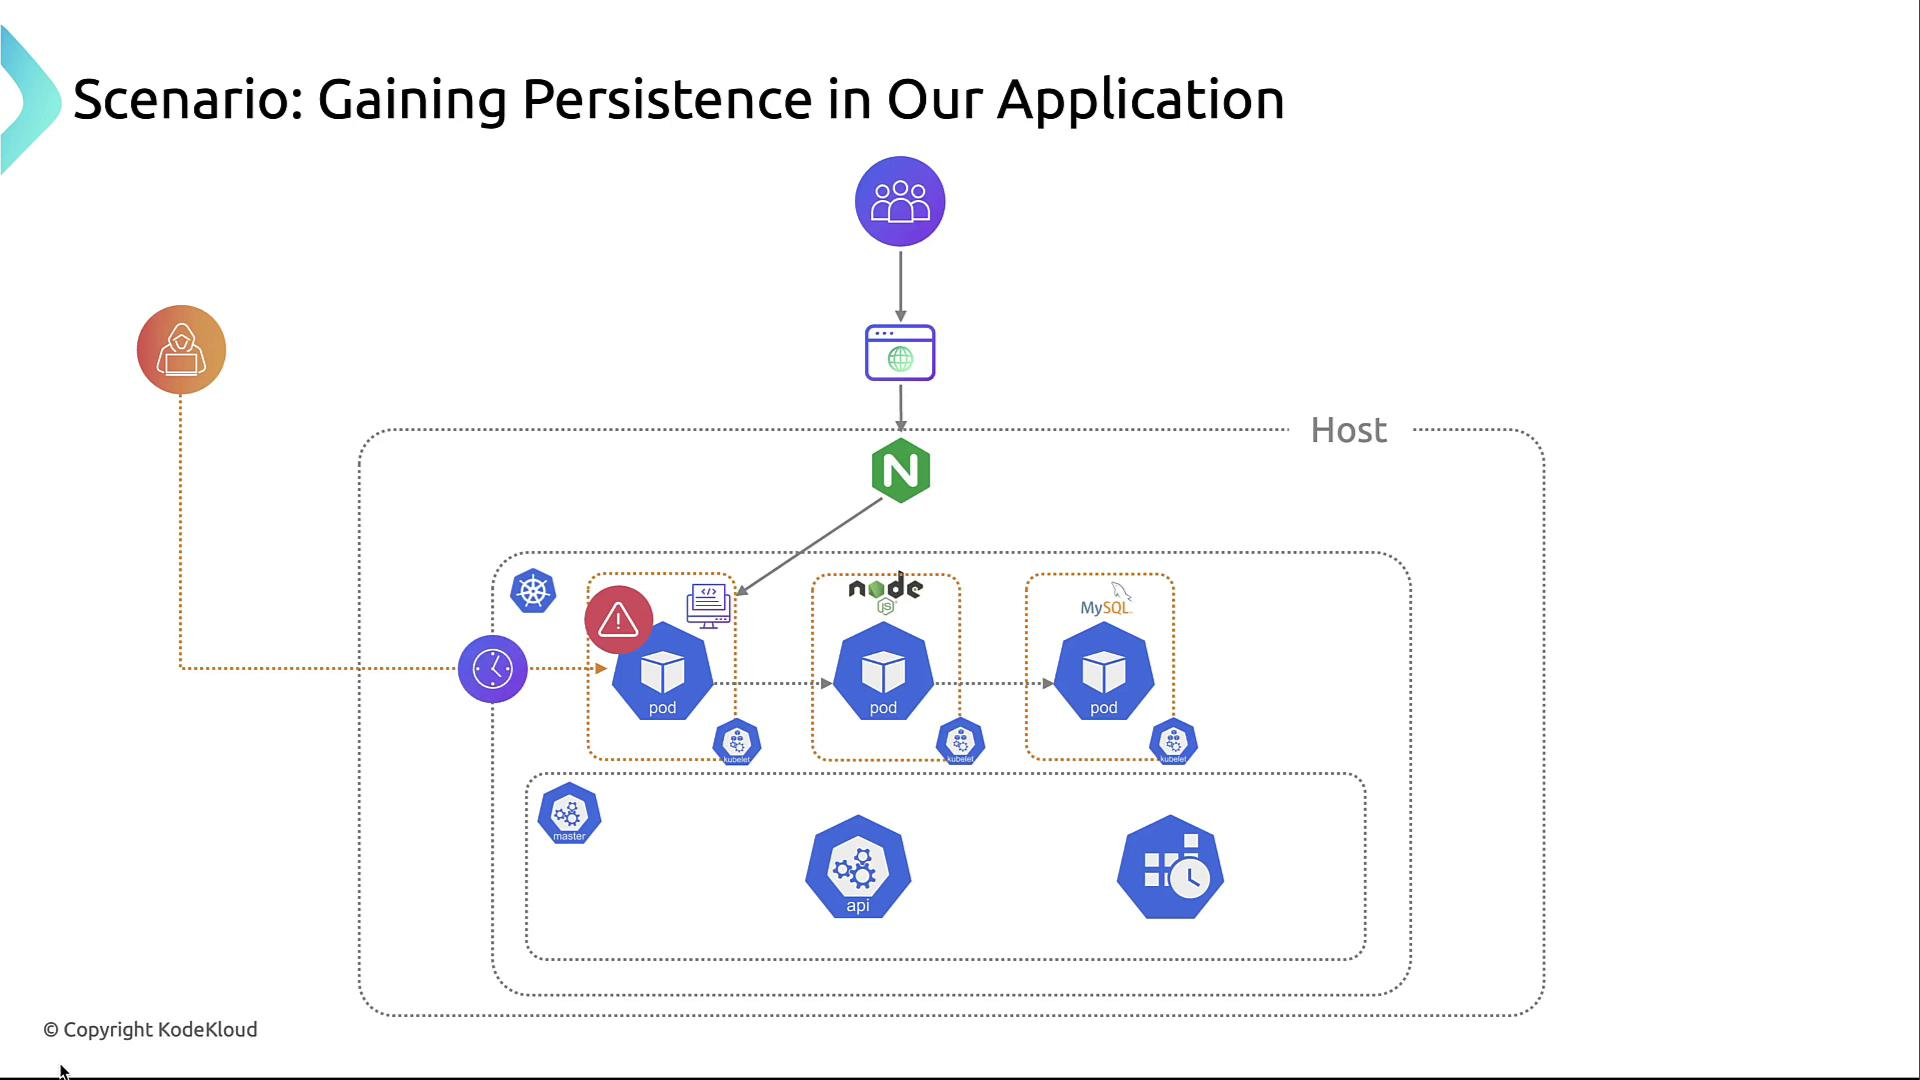 Scenario: Gaining Persistence in Our Application
Host
N
node
JS
MySQL
pod
pod
pod
kubelet
kubelet
kubelet
master
api
© Copyright KodeKloud